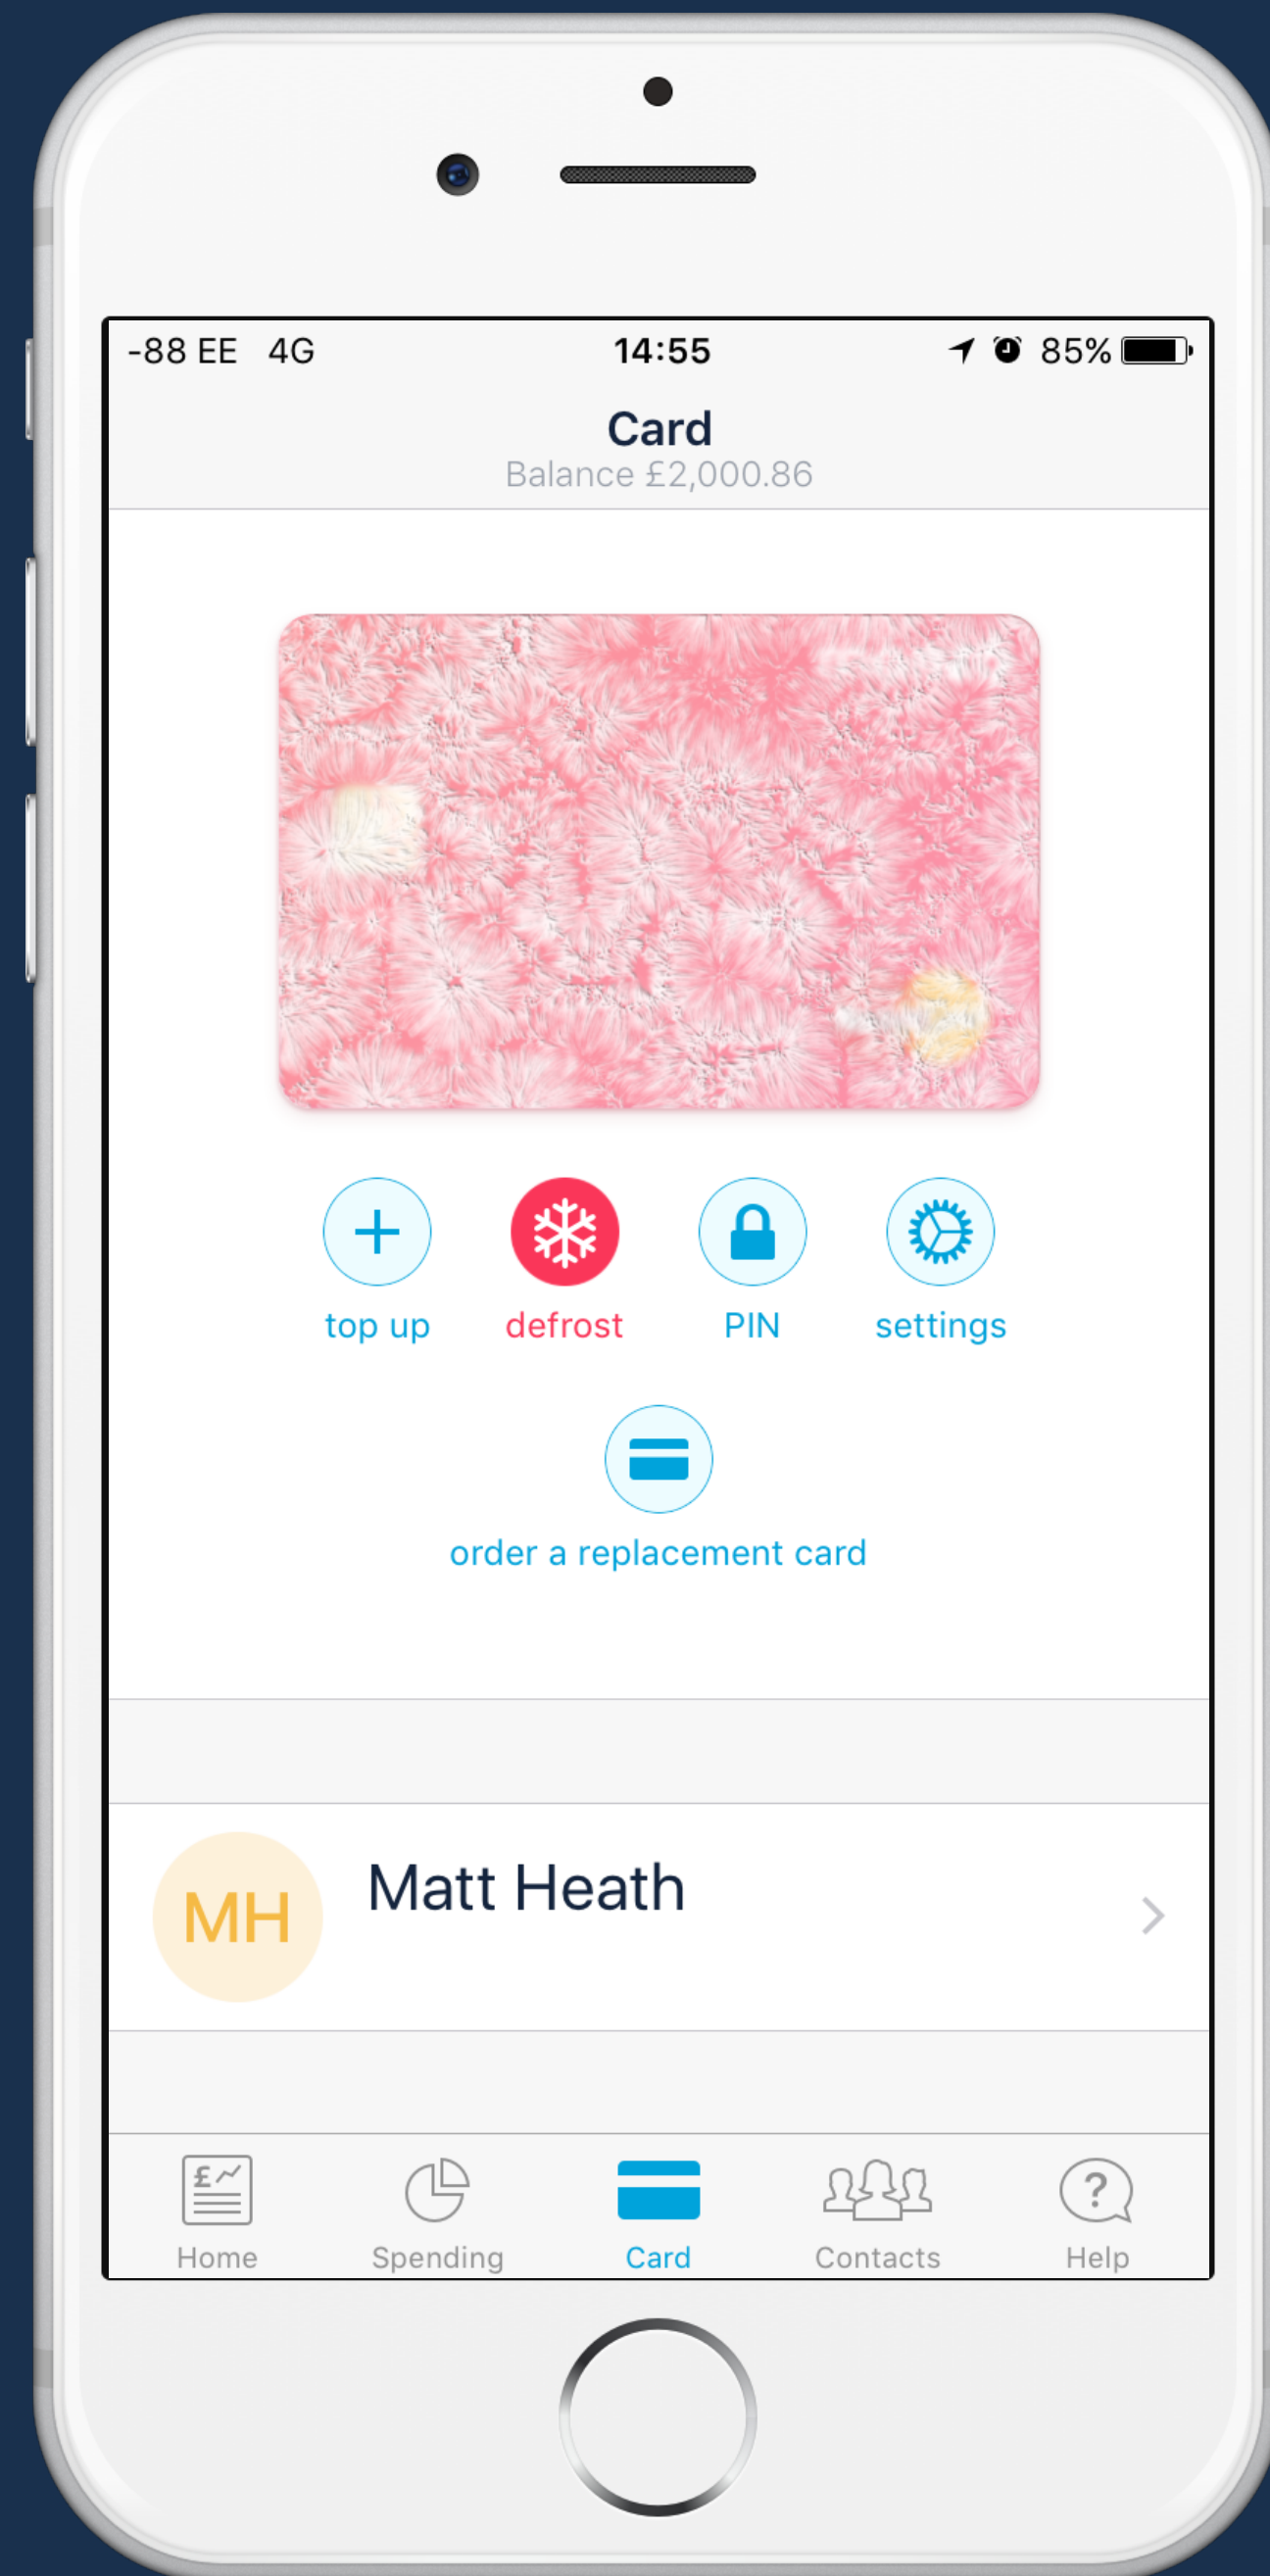 -88 EE 4G 14:55 85%
Card
Balance £2,000.86
top up defrost PIN settings
order a replacement card
MH Matt Heath
£ ?
Home Spending Card Contacts Help